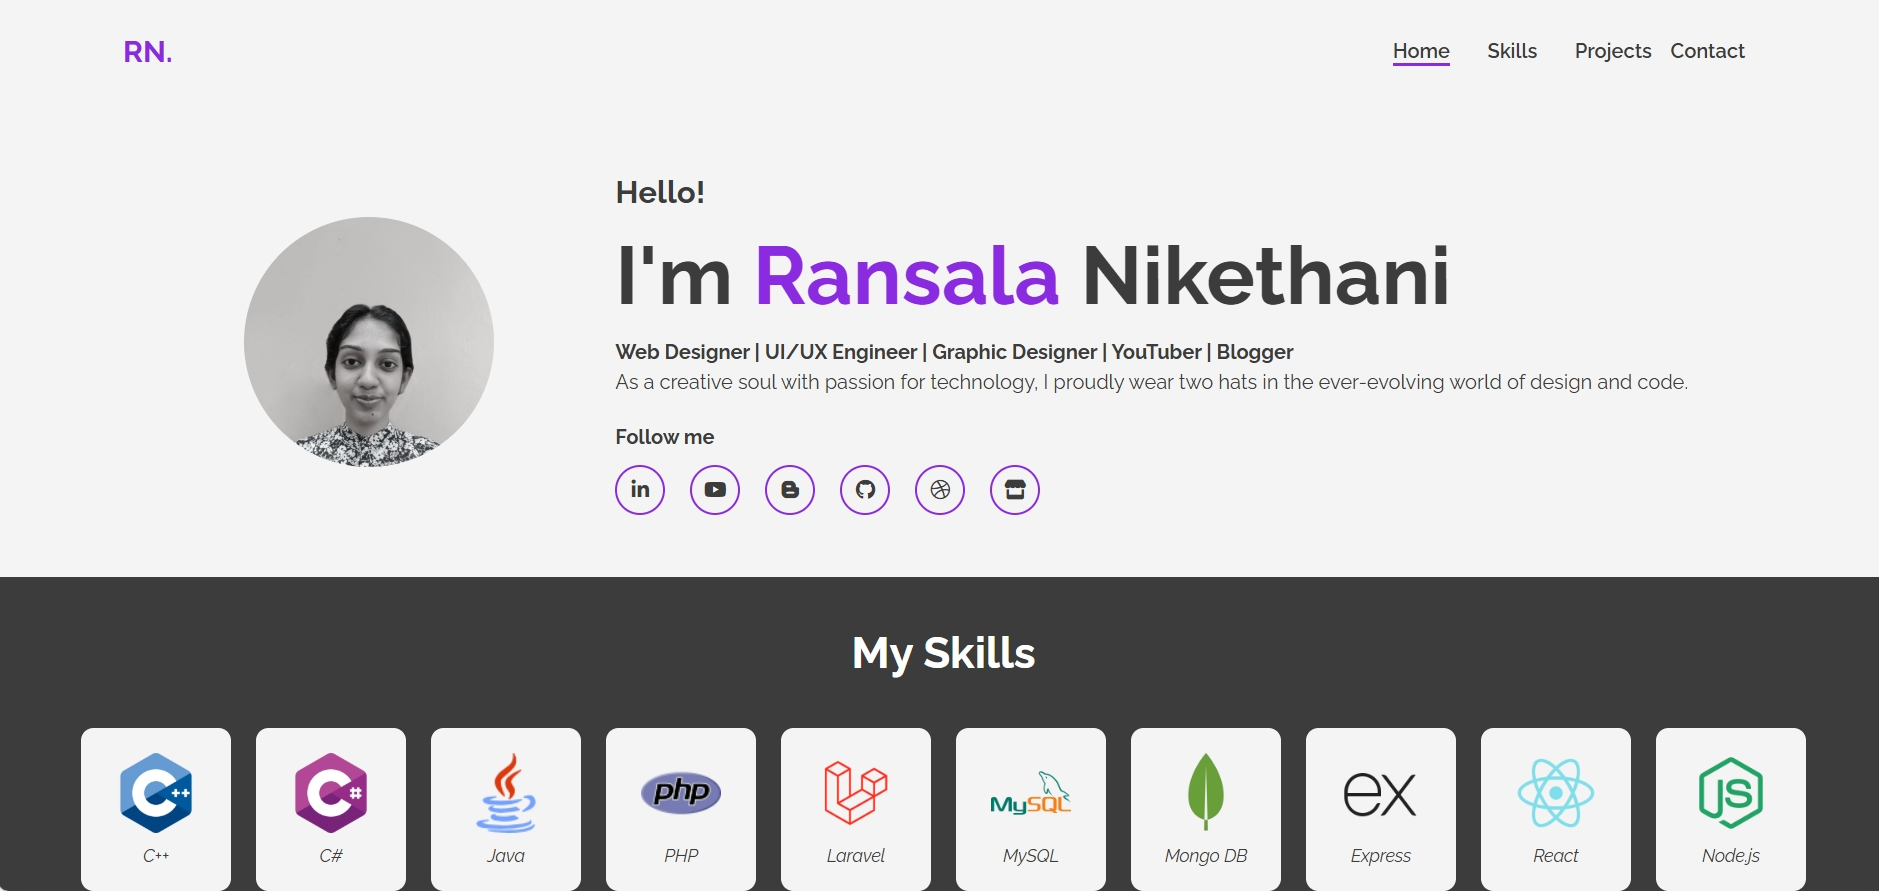 RN.
Home Skills Projects Contact
Hello!
I'm Ransala Nikethani
Web Designer | UI/UX Engineer | Graphic Designer | YouTuber | Blogger
As a creative soul with passion for technology, I proudly wear two hats in the ever-evolving world of design and code.
Follow me
in
My Skills
C++
C#
php
MySQL
ex
JS
C++ C# Java PHP Laravel MySQL Mongo DB Express React Node.js